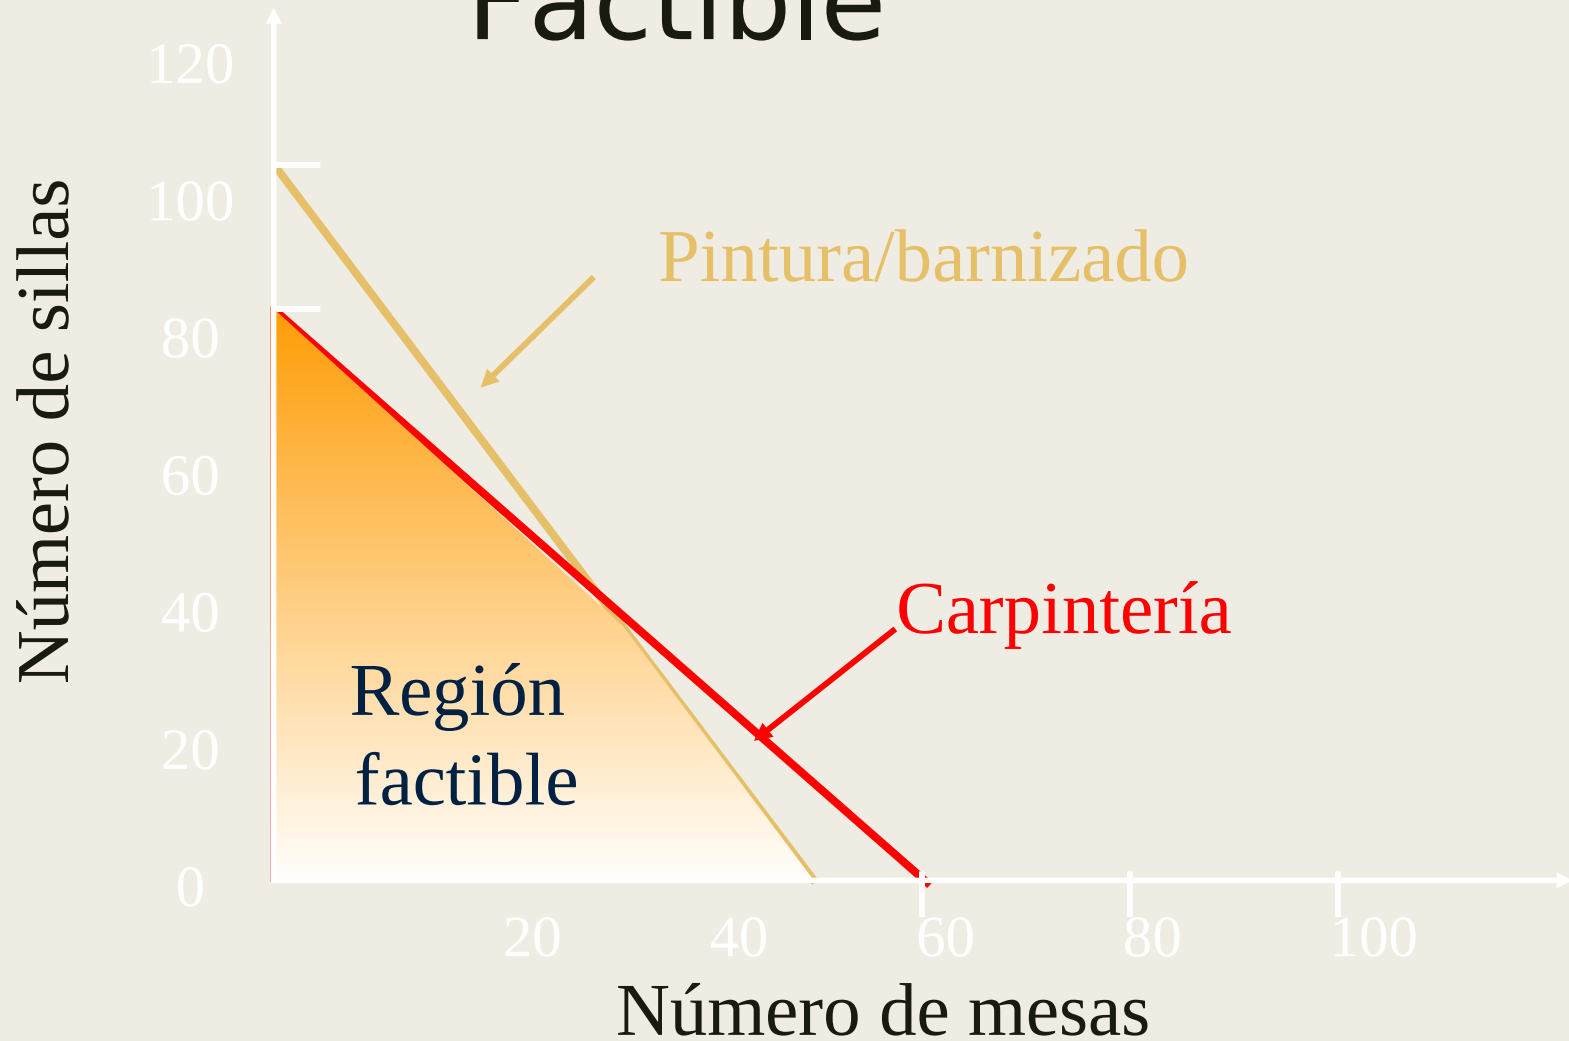 Factible
120
100
80
60
40
20
0
Número de sillas
Pintura/barnizado
Carpintería
Región
factible
20 40 60 80 100
Número de mesas